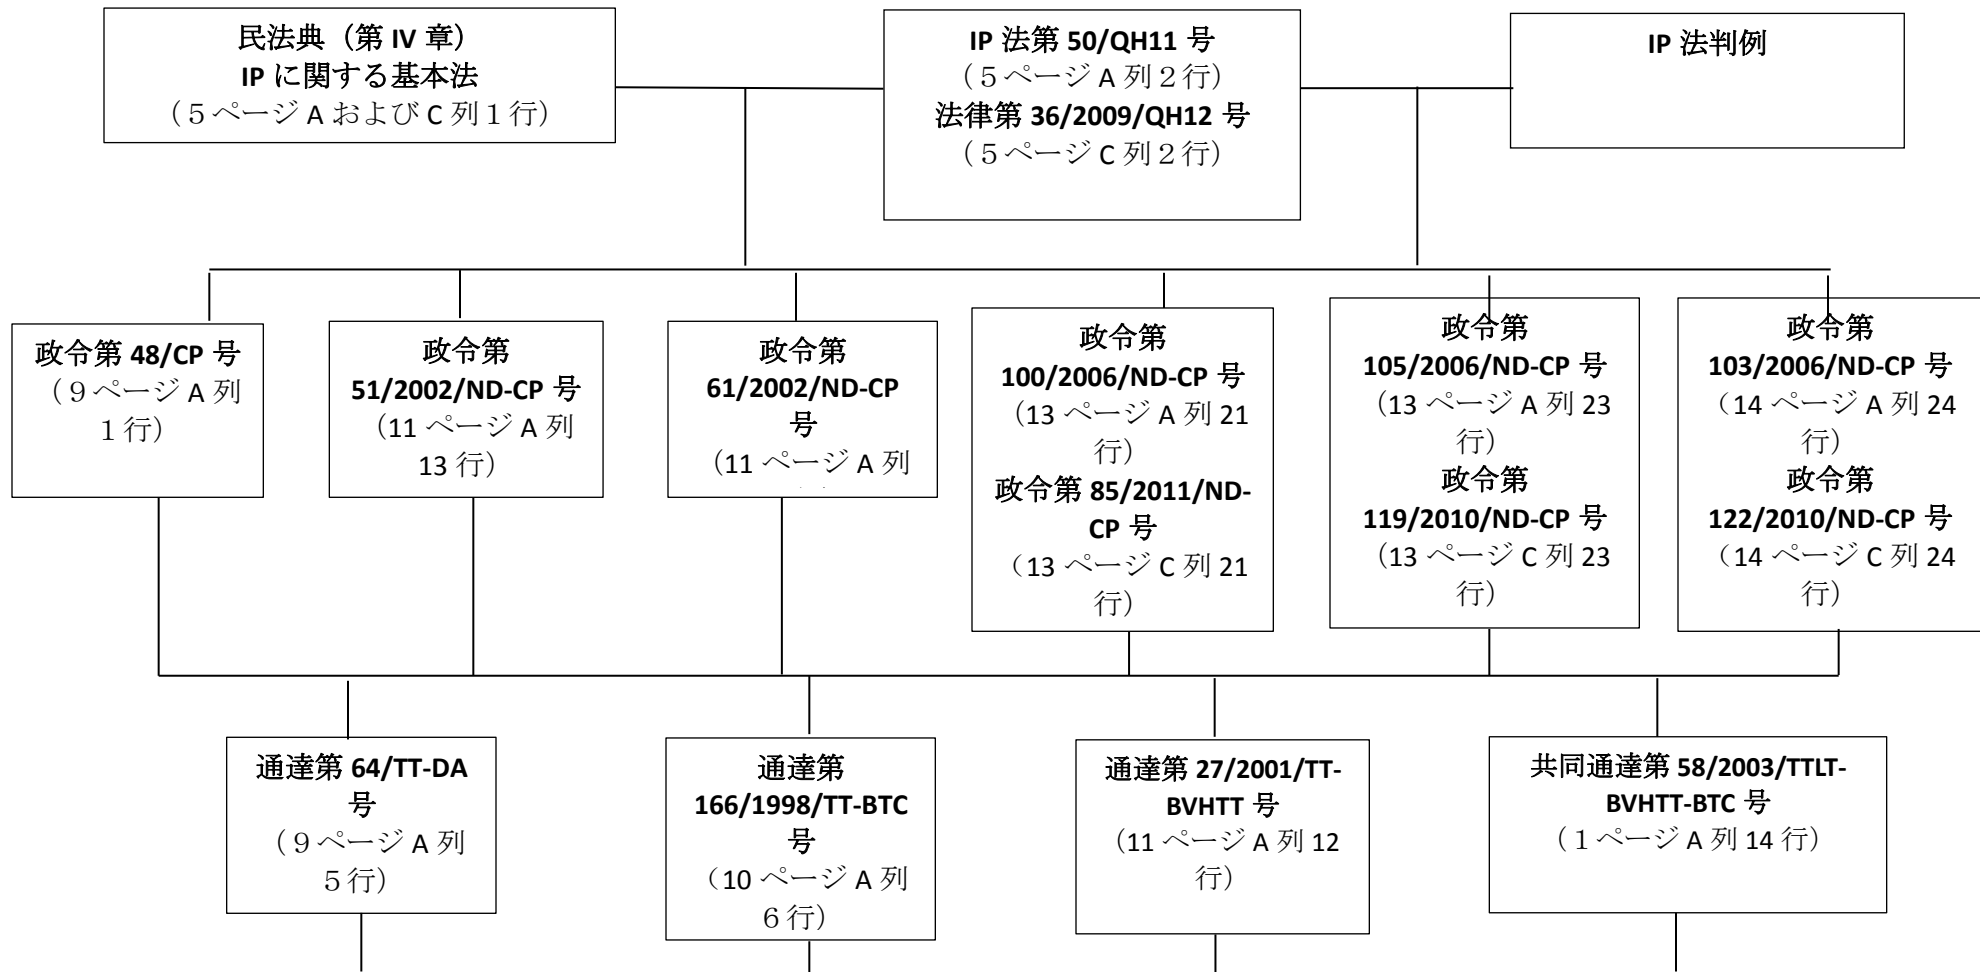 民法典（第 IV 章）
IP に関する基本法
（５ページ A および C 列１行）
IP 法第 50/QH11 号
（５ページ A 列２行）
法律第 36/2009/QH12 号
（５ページ C 列２行）
IP 法判例
政令第 48/CP 号
（９ページ A 列
１行）
政令第
51/2002/ND-CP 号
（11 ページ A 列
13 行）
政令第
61/2002/ND-CP
号
（11 ページ A 列
政令第
100/2006/ND-CP 号
（13 ページ A 列 21
行）
政令第 85/2011/ND-
CP 号
（13 ページ C 列 21
行）
政令第
105/2006/ND-CP 号
（13 ページ A 列 23
行）
政令第
119/2010/ND-CP 号
（13 ページ C 列 23
行）
政令第
103/2006/ND-CP 号
（14 ページ A 列 24
行）
政令第
122/2010/ND-CP 号
（14 ページ C 列 24
行）
通達第 64/TT-DA
号
（９ページ A 列
５行）
通達第
166/1998/TT-BTC
号
（10 ページ A 列
６行）
通達第 27/2001/TT-
BVHTT 号
（11 ページ A 列 12
行）
共同通達第 58/2003/TTLT-
BVHTT-BTC 号
（１ページ A 列 14 行）